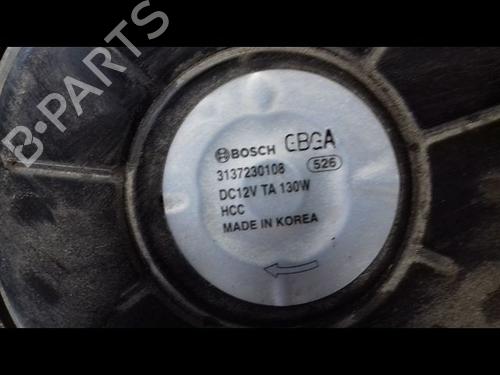 B-PARTS
BOSCH GBGA
3137230108 526
DC12V TA 130W
HCC
MADE IN KOREA